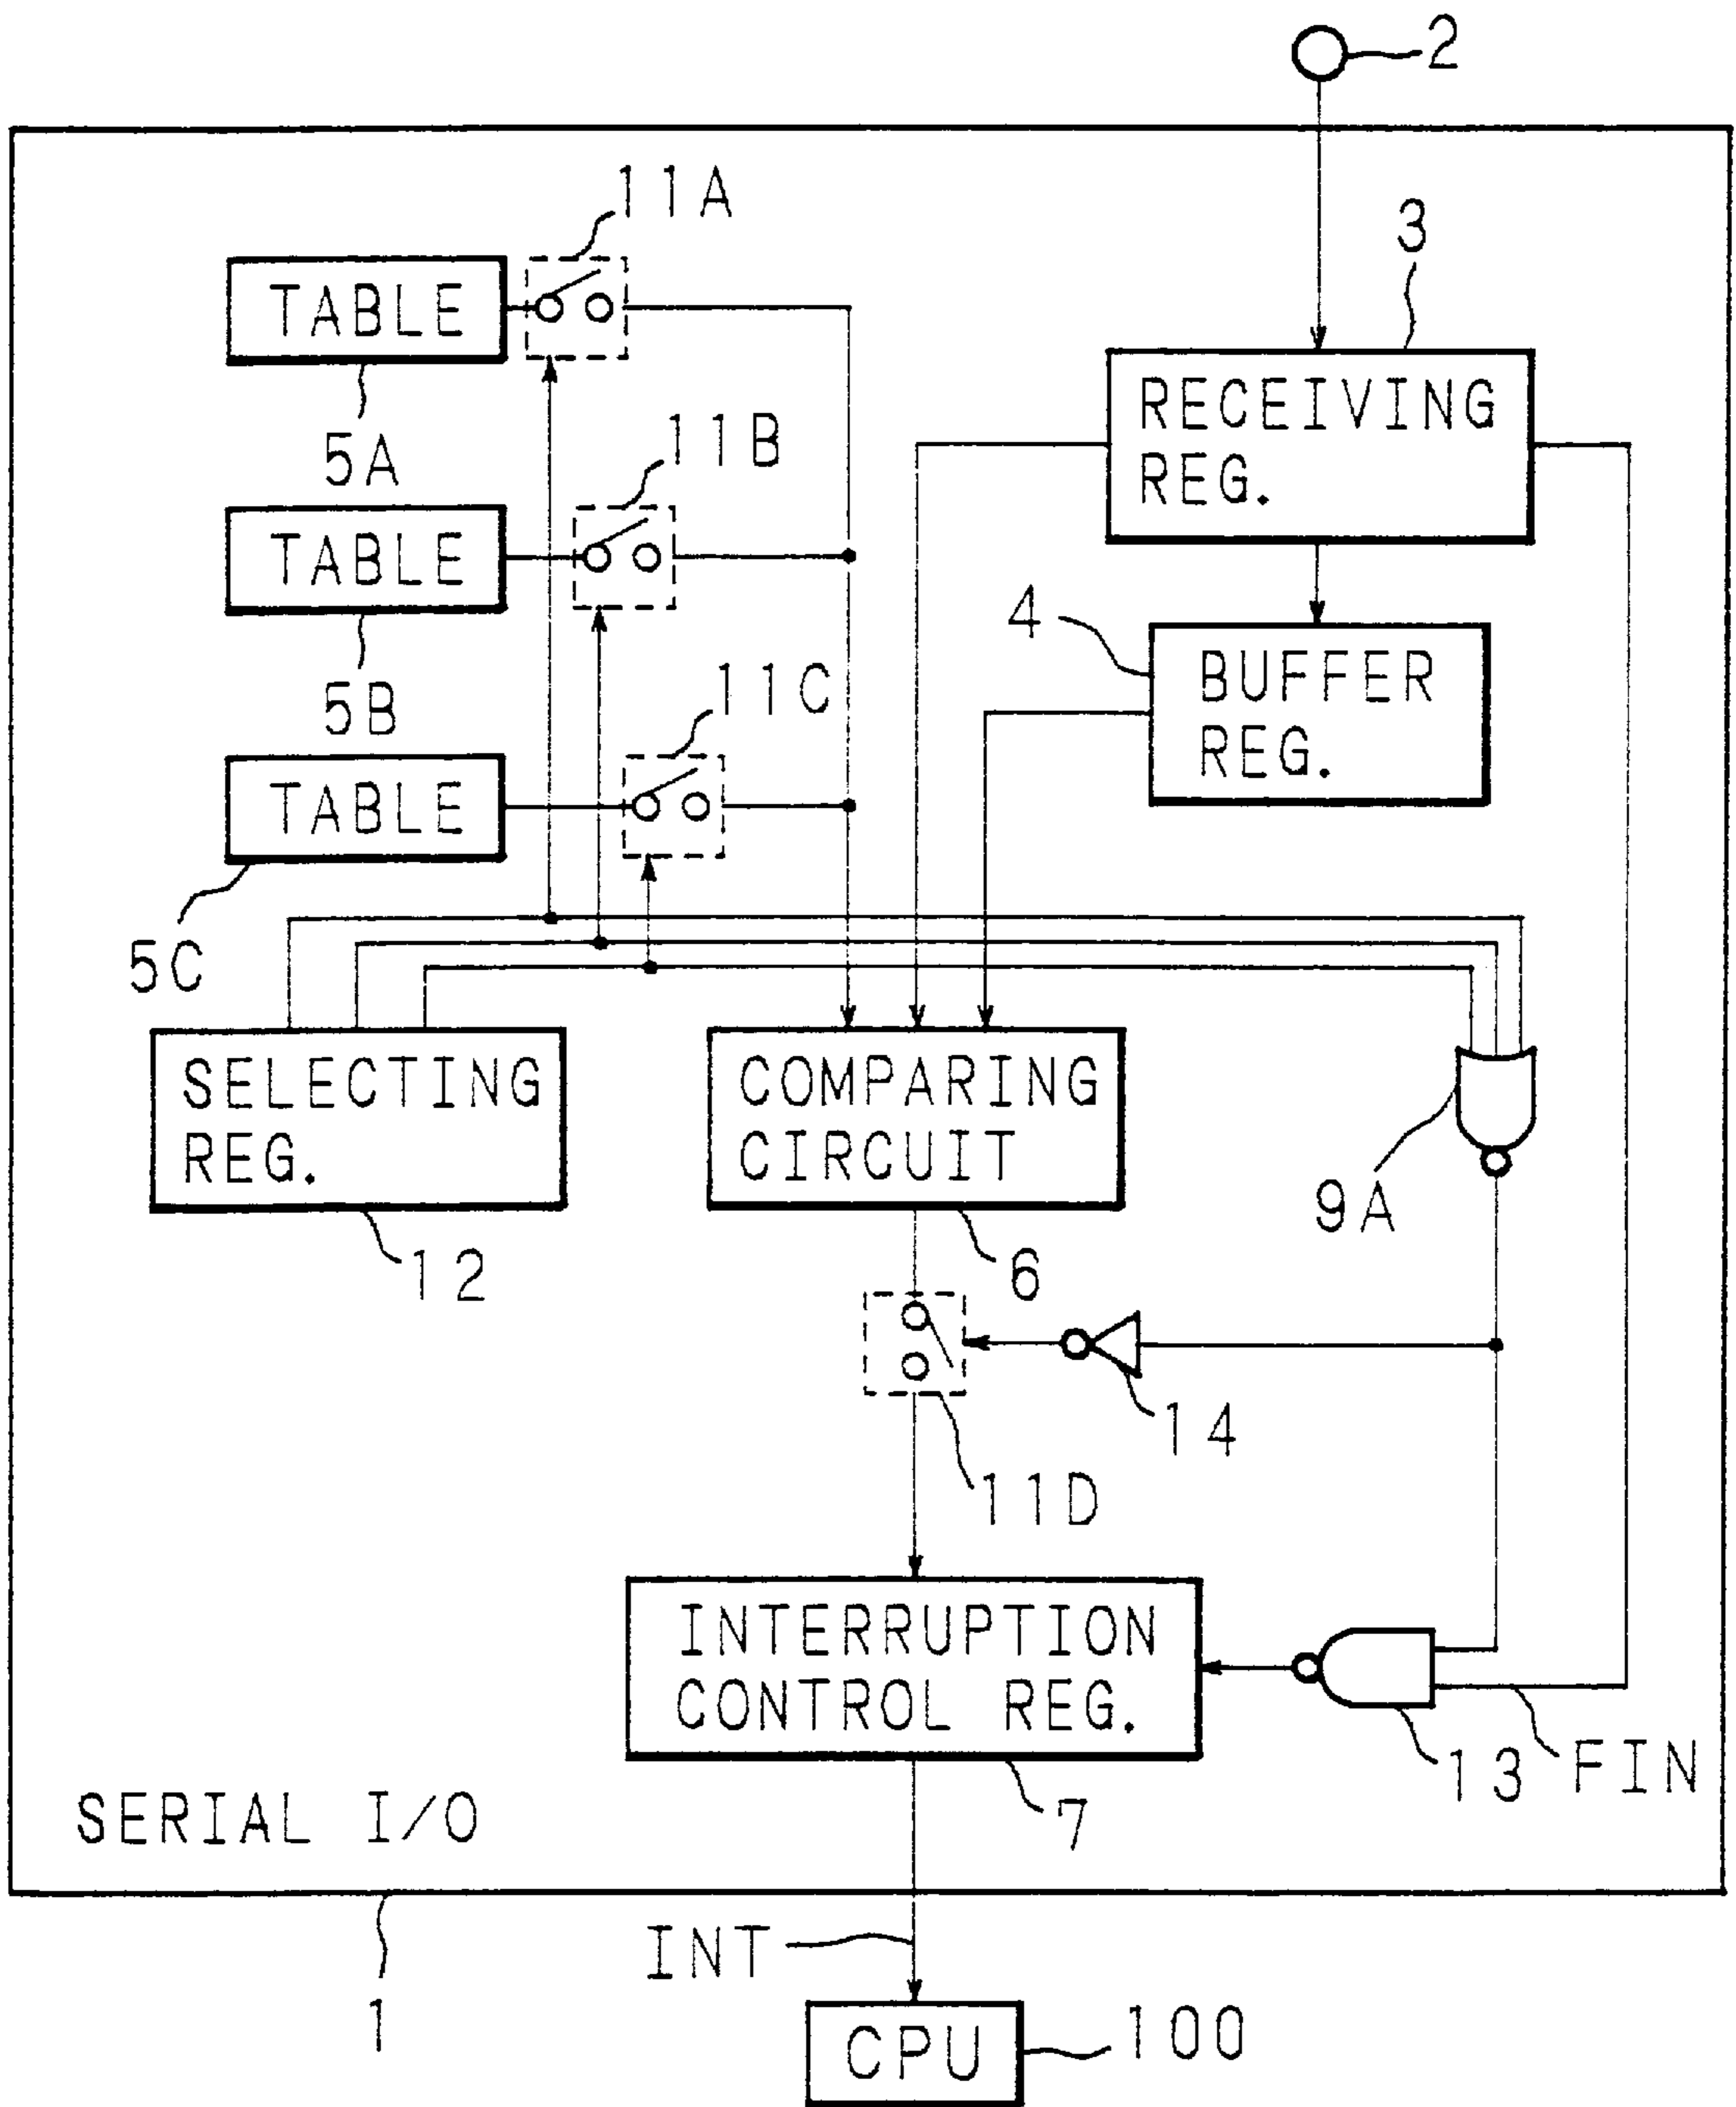 2
11A
3
TABLE
RECEIVING
REG.
5A
11B
TABLE
4
BUFFER
REG.
5B
11C
TABLE
5C
SELECTING
REG.
COMPARING
CIRCUIT
9A
12
6
14
11D
INTERRUPTION
CONTROL REG.
13
FIN
7
SERIAL I/O
INT
1
CPU
100